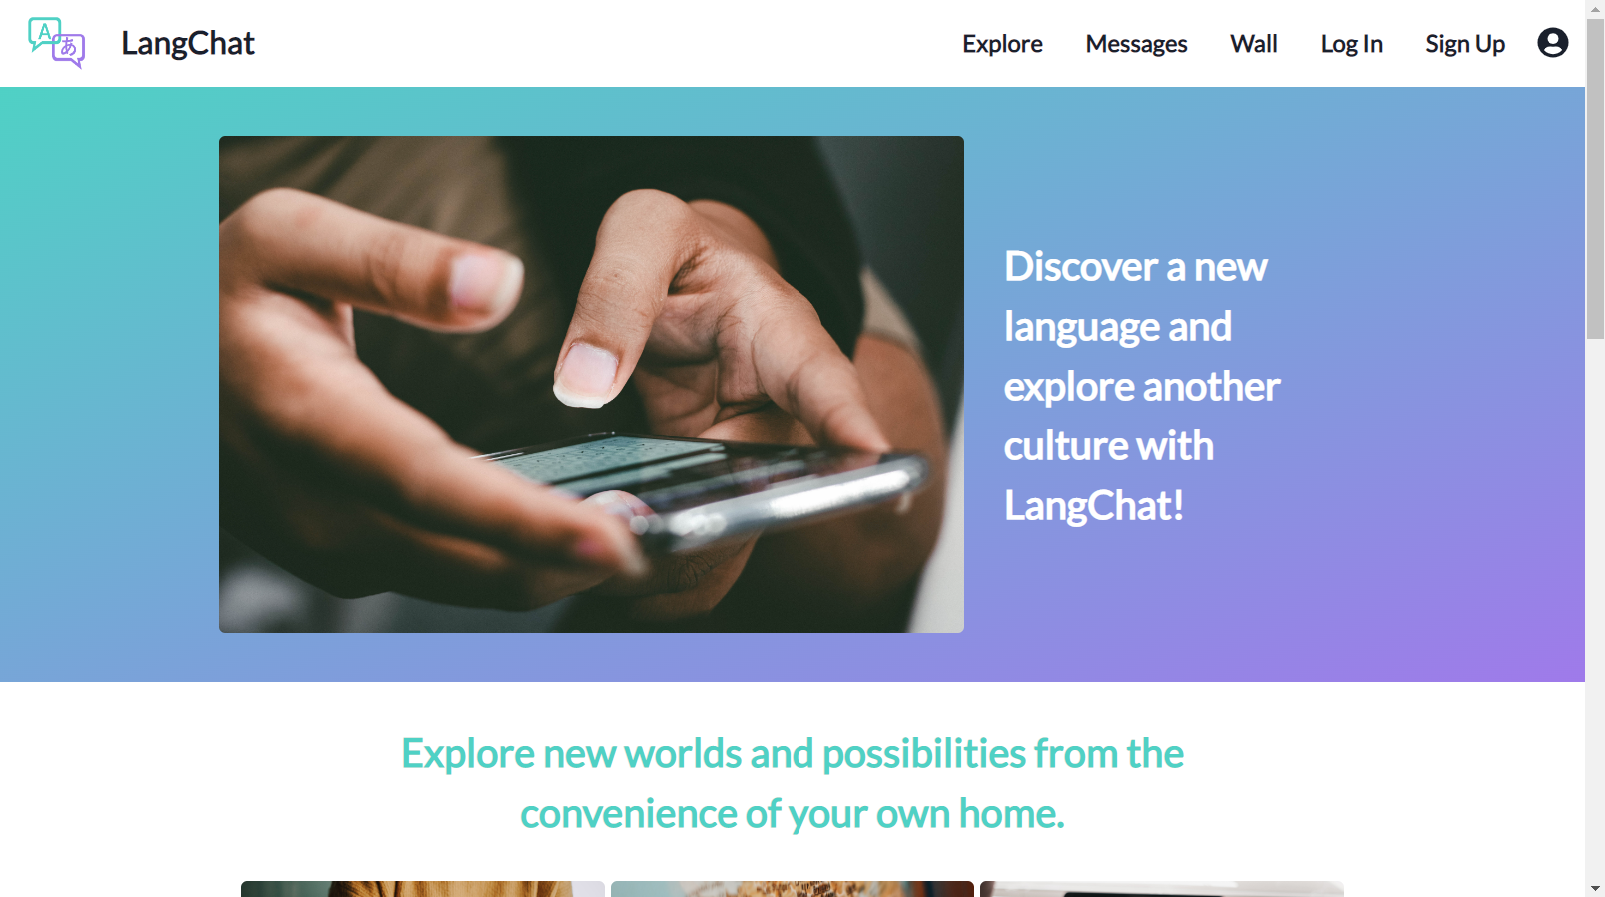 A
あ
LangChat
Explore
Messages
Wall
Log In
Sign Up
Discover a new
language and
explore another
culture with
LangChat!
Explore new worlds and possibilities from the
convenience of your own home.